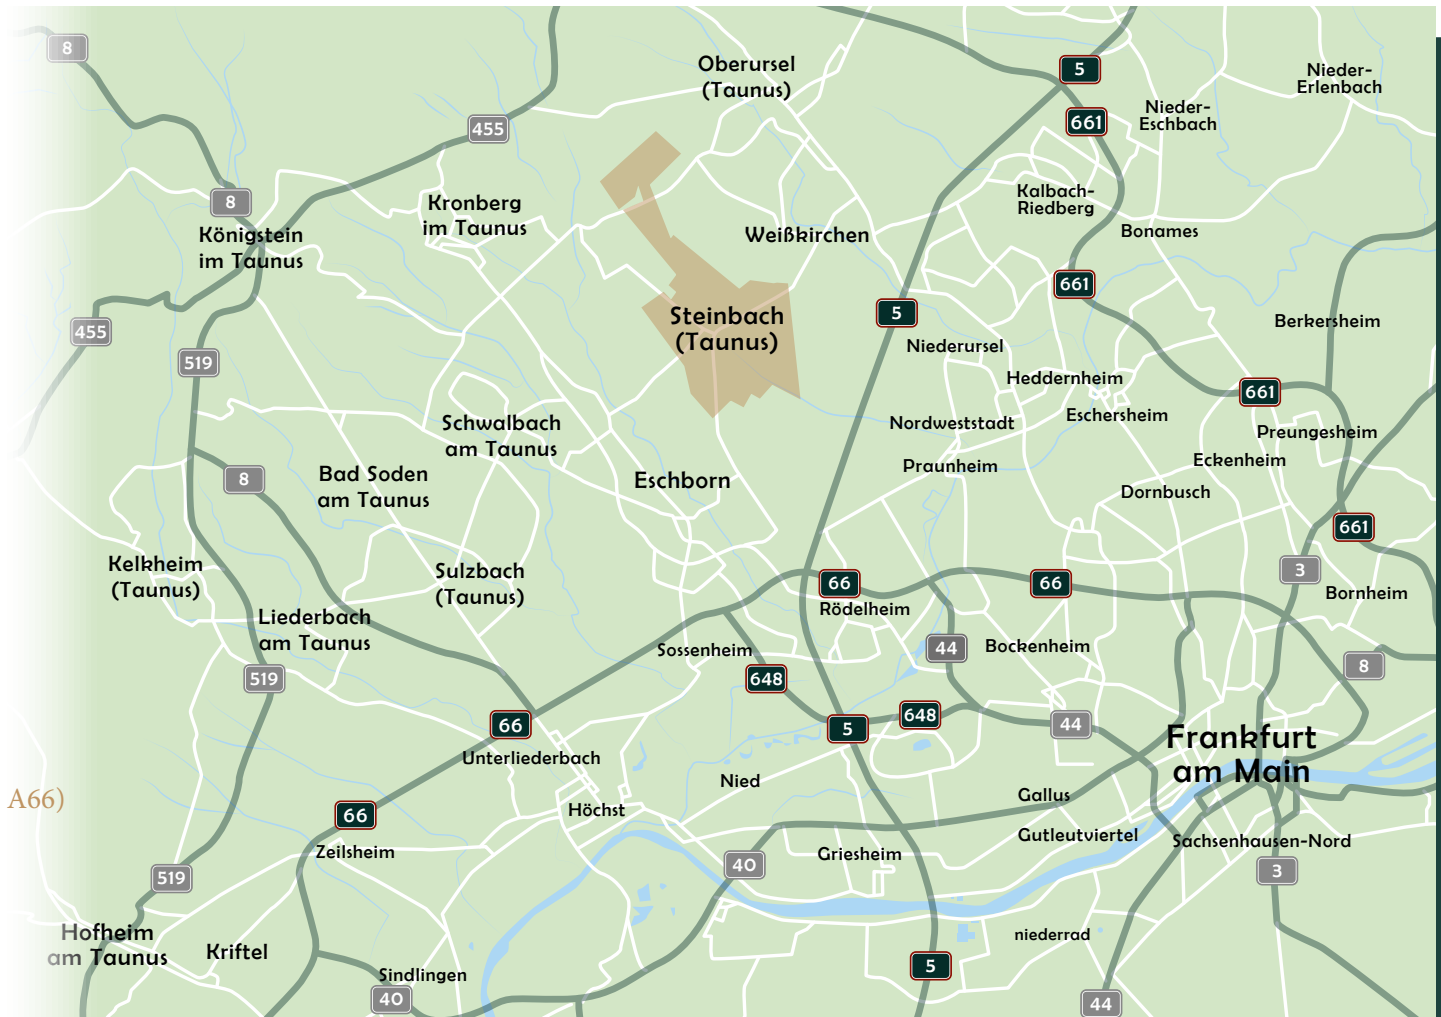 8
5
Oberursel
(Taunus)
Nieder-
Erlenbach
455
661
Nieder-
Eschbach
8
Kronberg
im Taunus
Kalbach-
Riedberg
Königstein
im Taunus
Weißkirchen
Bonames
661
455
Steinbach
(Taunus)
5
Berkersheim
519
Niederursel
Heddernheim
661
Schwalbach
am Taunus
Nordweststadt
Eschersheim
Preungesheim
8
Bad Soden
am Taunus
Eschborn
Praunheim
Eckenheim
Dornbusch
661
Kelkheim
(Taunus)
Sulzbach
(Taunus)
66
Rödelheim
66
3
Bornheim
Liederbach
am Taunus
Sossenheim
44
Bockenheim
8
519
648
66
5
648
44
Frankfurt
am Main
Unterliederbach
Nied
A66)
66
Höchst
Gallus
Zeilsheim
Griesheim
Gutleutviertel
Sachsenhausen-Nord
519
40
3
Hofheim
am Taunus
Kriftel
niederrad
Sindlingen
5
40
44